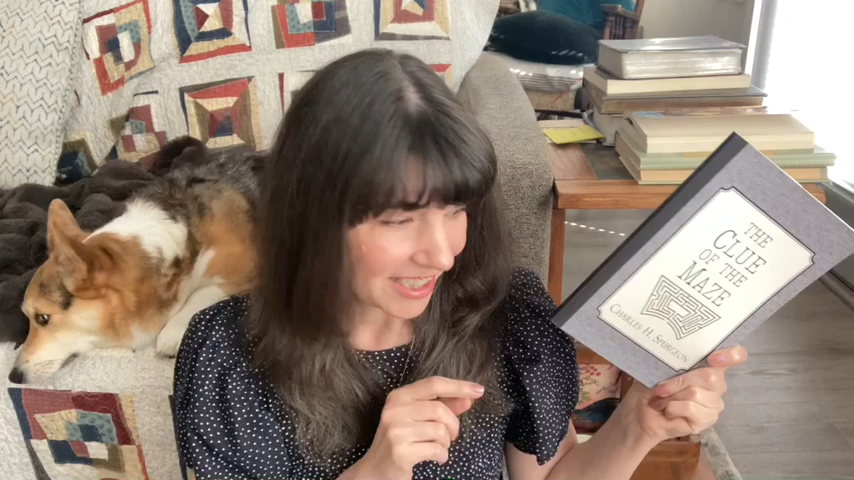 THE
CLUE
OF THE
MAZE
CHARLES H. SPURGEON